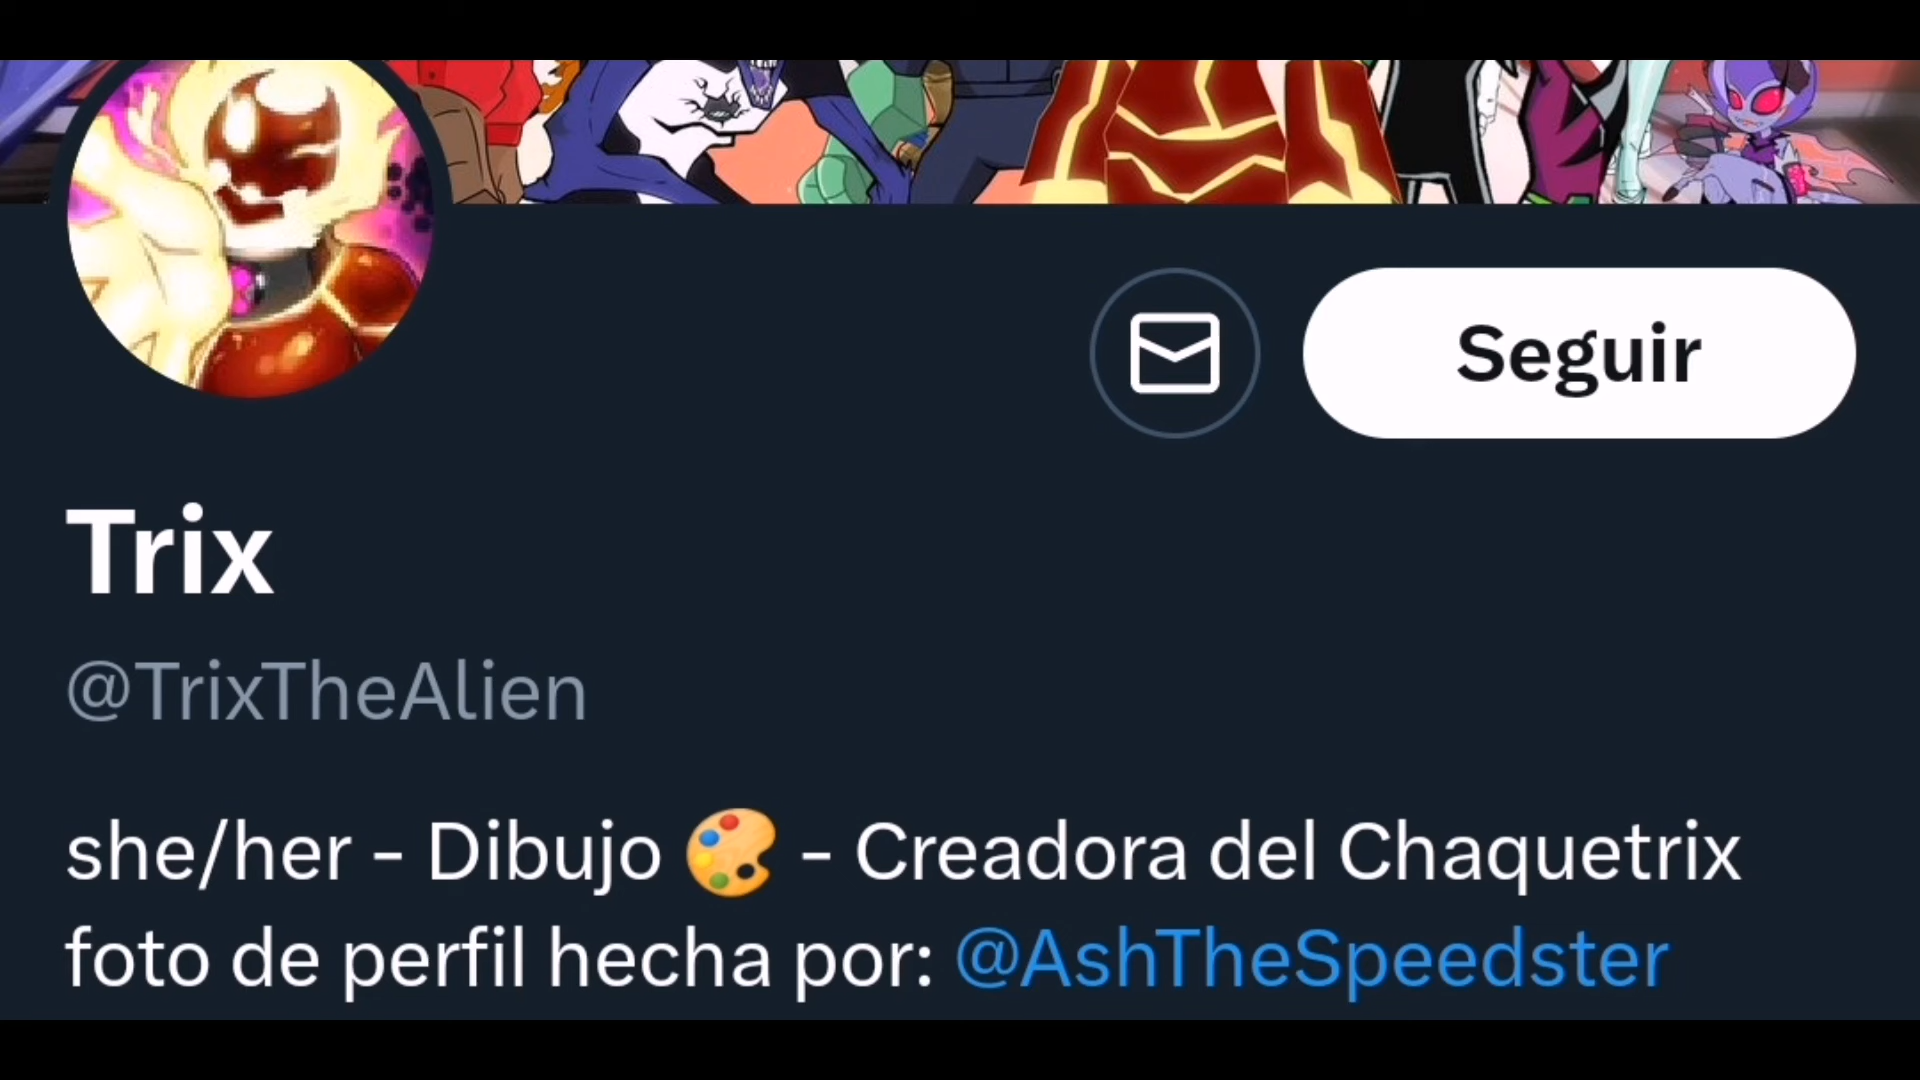 Seguir
Trix
@TrixTheAlien
she/her - Dibujo 🎨 - Creadora del Chaquetrix
foto de perfil hecha por: @AshTheSpeedster